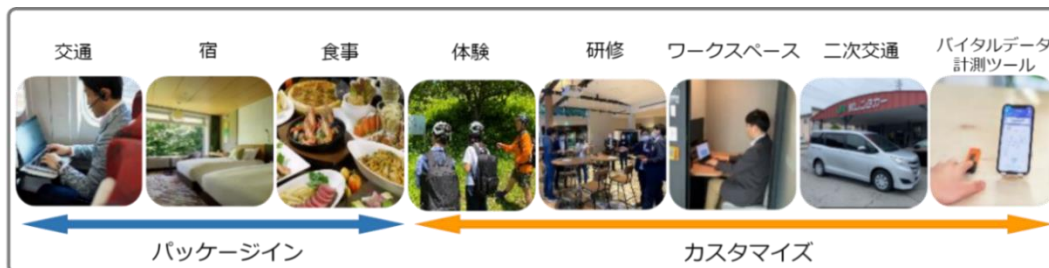 交通
宿
食事
体験
研修
ワークスペース
二次交通
バイタルデータ
計測ツール
パッケージイン
カスタマイズ